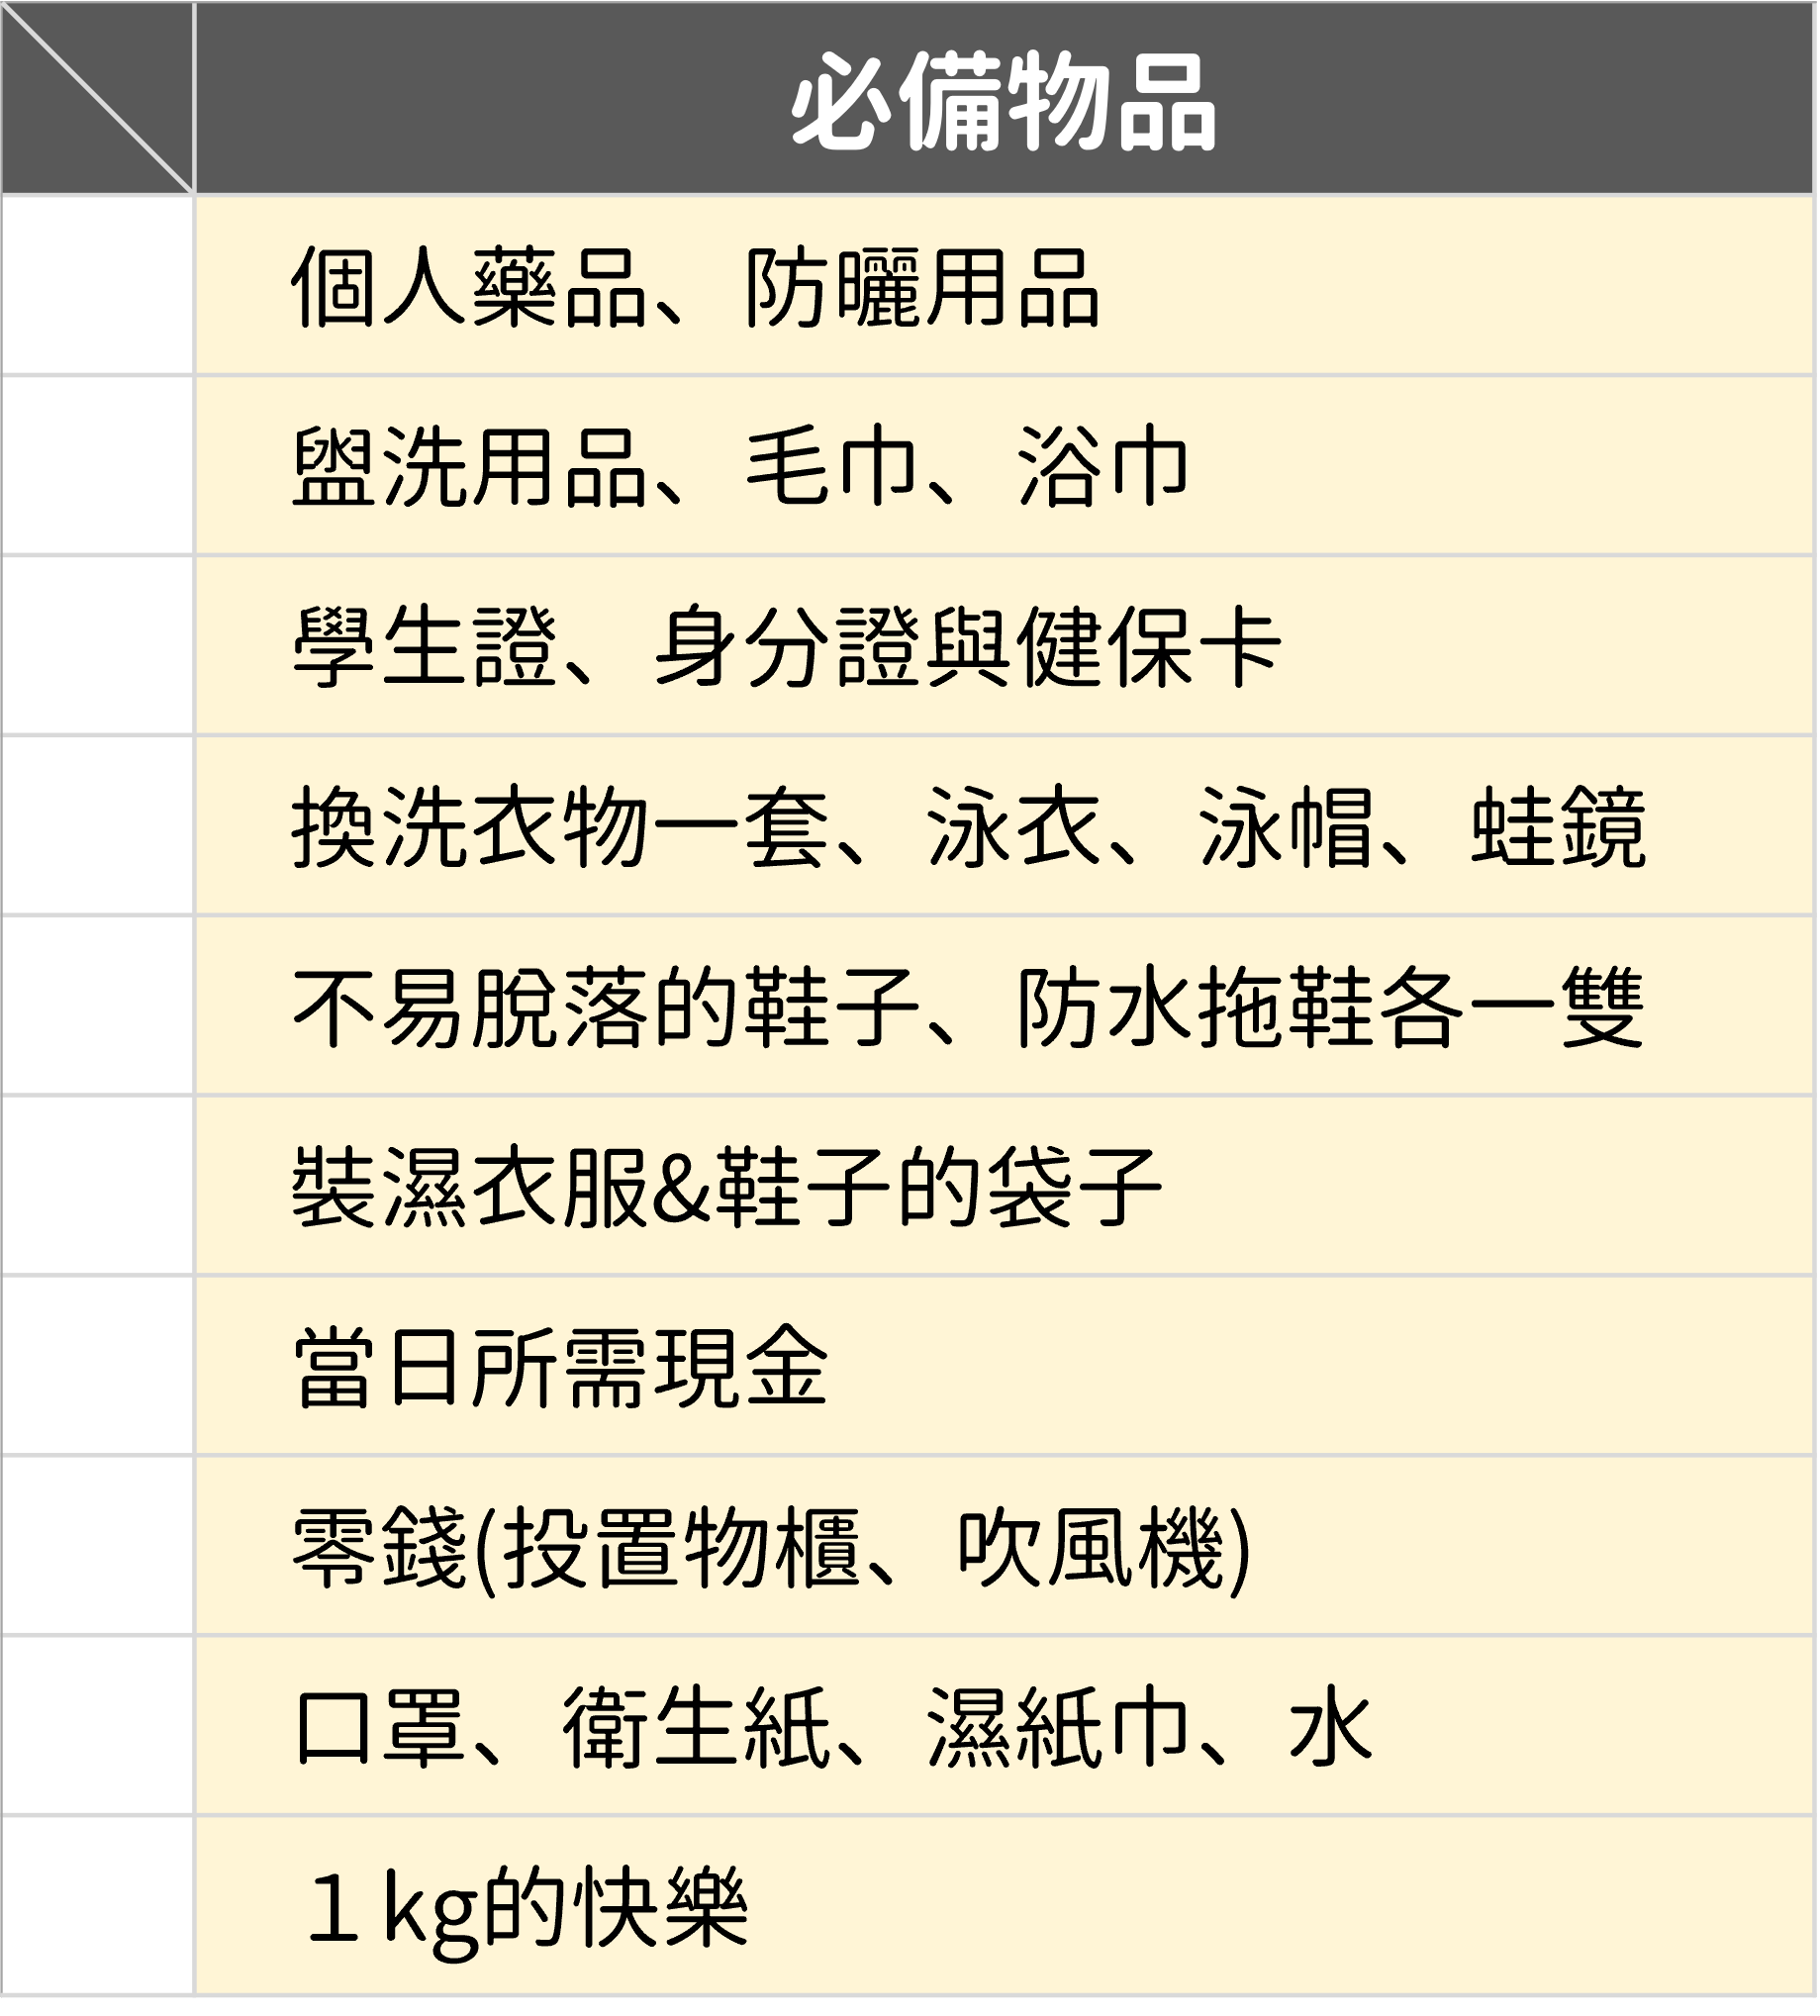 必備物品
個人藥品、防曬用品
盥洗用品、毛巾、浴巾
學生證、身分證與健保卡
換洗衣物一套、泳衣、泳帽、蛙鏡
不易脫落的鞋子、防水拖鞋各一雙
裝濕衣服&鞋子的袋子
當日所需現金
零錢(投置物櫃、吹風機)
口罩、衛生紙、濕紙巾、水
1 kg的快樂